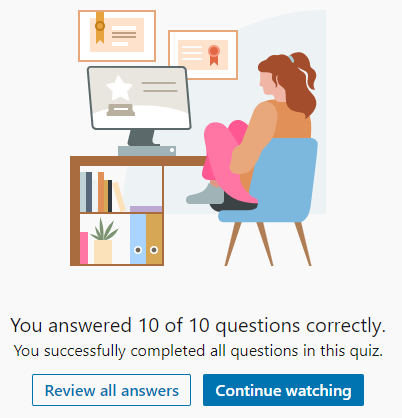 You answered 10 of 10 questions correctly.
You successfully completed all questions in this quiz.
Review all answers
Continue watching